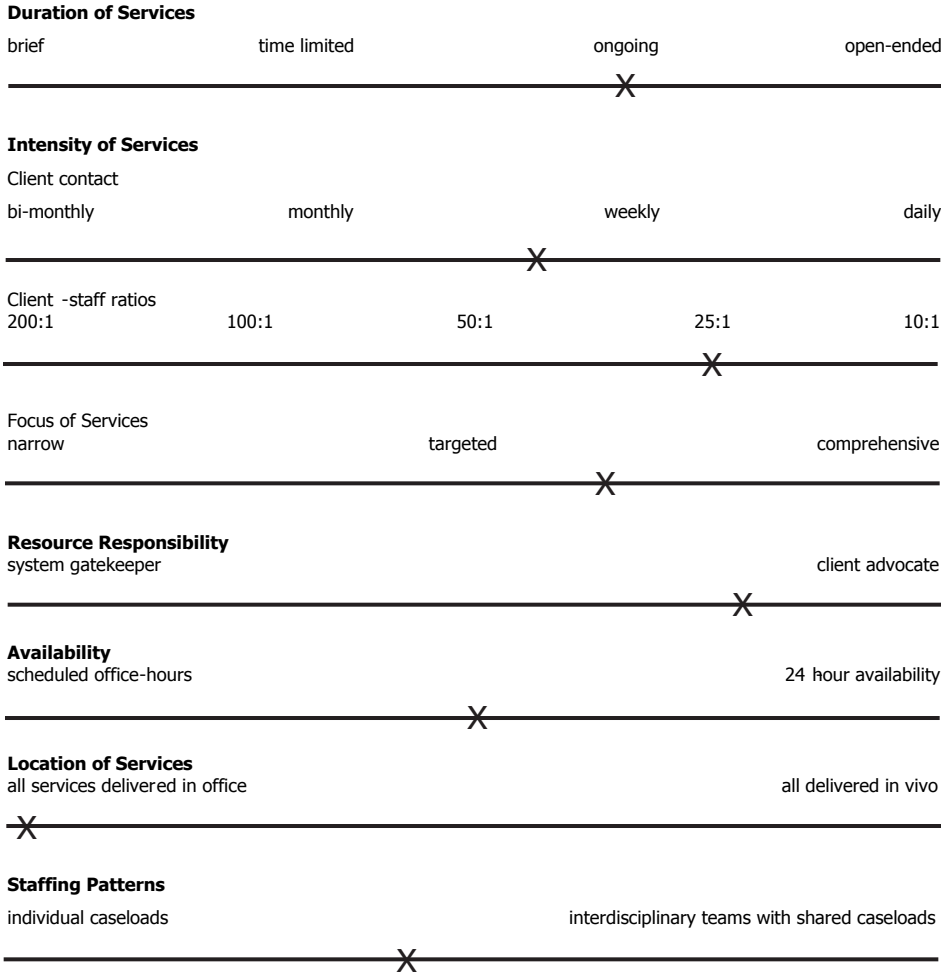 Duration of Services
brief time limited ongoing open-ended
X
Intensity of Services
Client contact
bi-monthly monthly weekly daily
X
Client -staff ratios
200:1 100:1 50:1 25:1 10:1
X
Focus of Services
narrow targeted comprehensive
X
Resource Responsibility
system gatekeeper client advocate
X
Availability
scheduled office-hours 24 hour availability
X
Location of Services
all services delivered in office all delivered in vivo
X
Staffing Patterns
individual caseloads interdisciplinary teams with shared caseloads
X